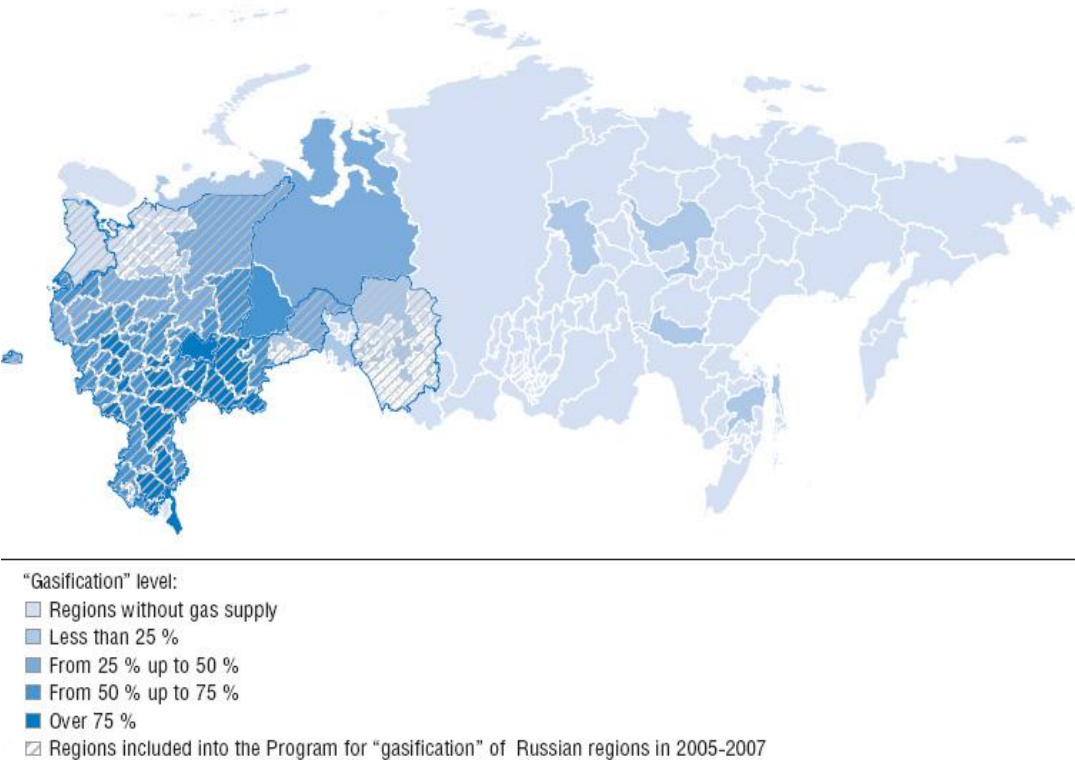 “Gasification” level:
Regions without gas supply
Less than 25 %
From 25 % up to 50 %
From 50 % up to 75 %
Over 75 %
Regions included into the Program for “gasification” of Russian regions in 2005-2007